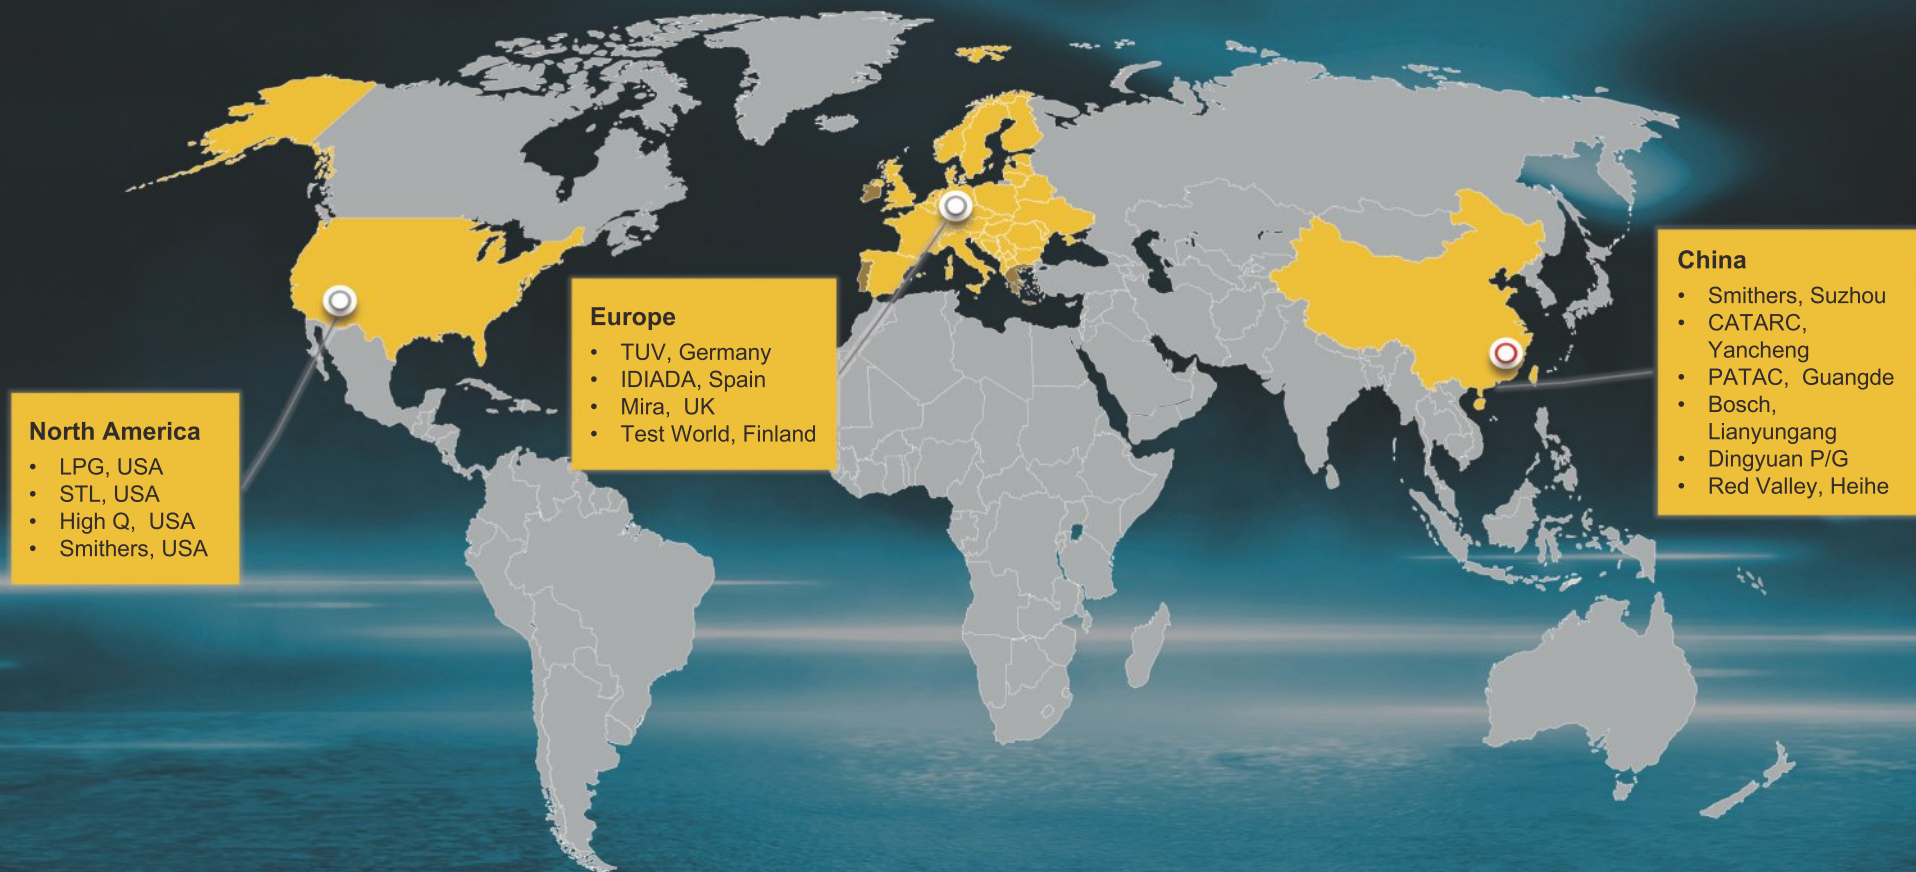 North America
• LPG, USA
• STL, USA
• High Q, USA
• Smithers, USA
Europe
• TUV, Germany
• IDIADA, Spain
• Mira, UK
• Test World, Finland
China
• Smithers, Suzhou
• CATARC,
Yancheng
• PATAC, Guangde
• Bosch,
Lianyungang
• Dingyuan P/G
• Red Valley, Heihe